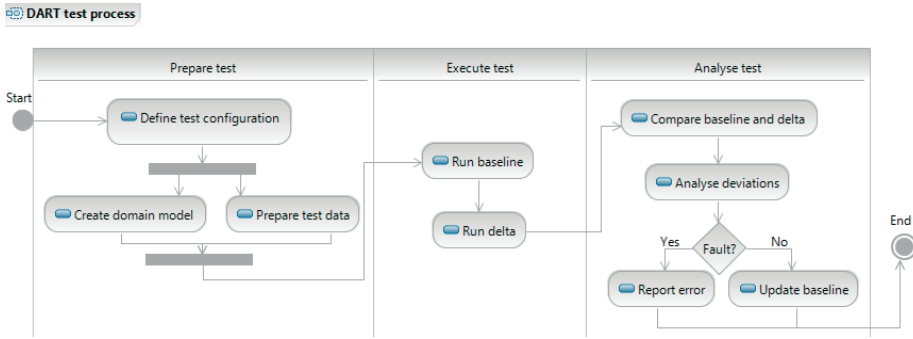 DART test process
Prepare test
Execute test
Analyse test
Start
Define test configuration
Compare baseline and delta
Run baseline
Analyse deviations
Create domain model
Prepare test data
Run delta
End
Yes
Fault?
No
Report error
Update baseline